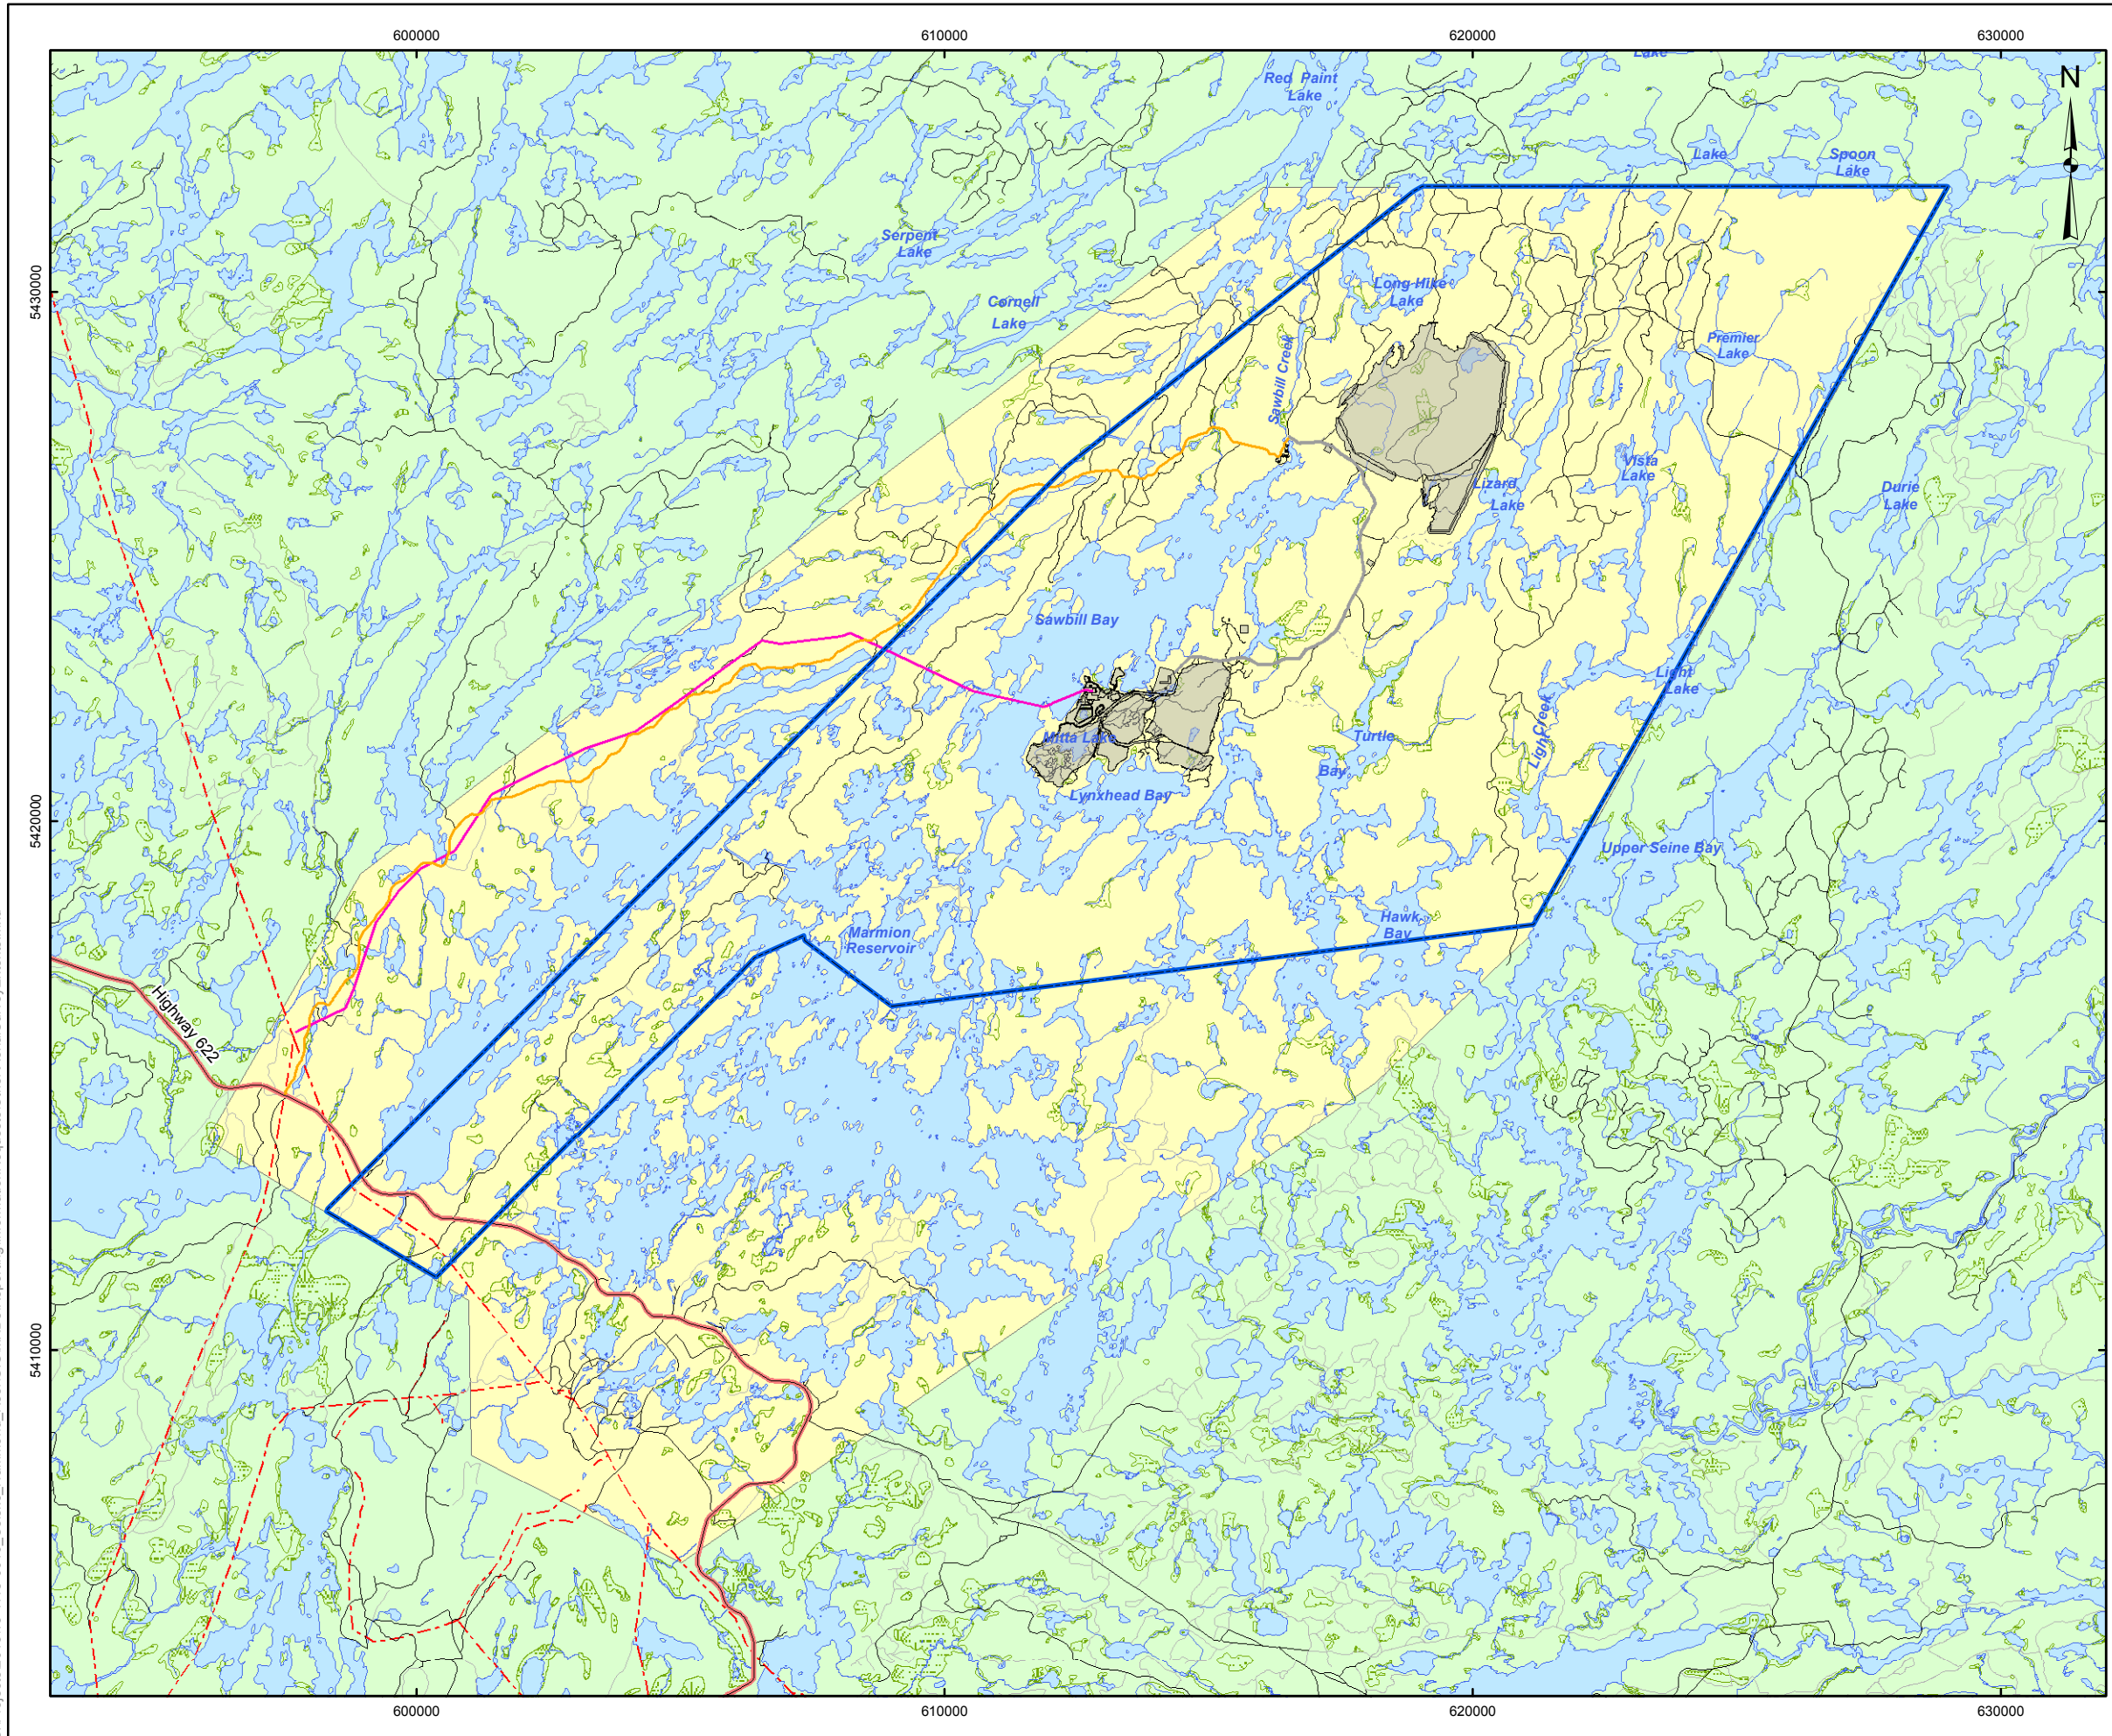 600000
610000
620000
630000
Lake
N
Red Paint
Lake
Lake
Spoon
Lake
Serpent
Lake
5430000
Long Hike
Lake
Cornell
Lake
Sawbill Creek
Premier
Lake
Vista
Lake
Lizard
Lake
Durie
Lake
Sawbill Bay
Light
Lake
Light Creek
Mitta Lake
Turtle
Bay
Lynxhead Bay
5420000
Upper Seine Bay
Hawk
Bay
Marmion
Reservoir
Highway 622
5410000
600000
610000
620000
630000